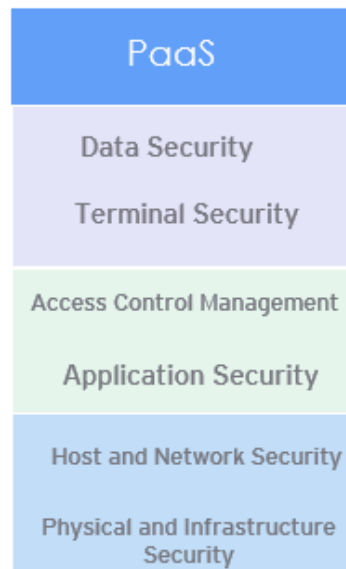 PaaS
Data Security
Terminal Security
Access Control Management
Application Security
Host and Network Security
Physical and Infrastructure
Security